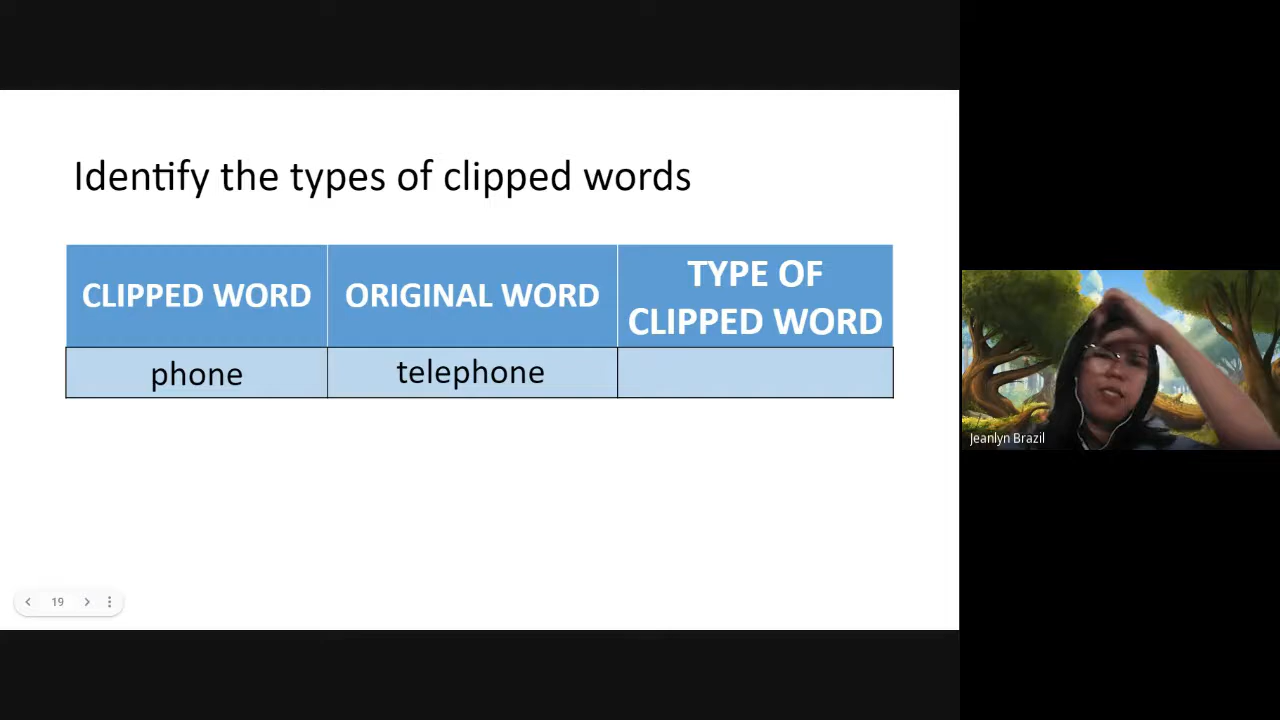 Identify the types of clipped words
CLIPPED WORD
ORIGINAL WORD
TYPE OF
CLIPPED WORD
phone
telephone
19
Jeanlyn Brazil